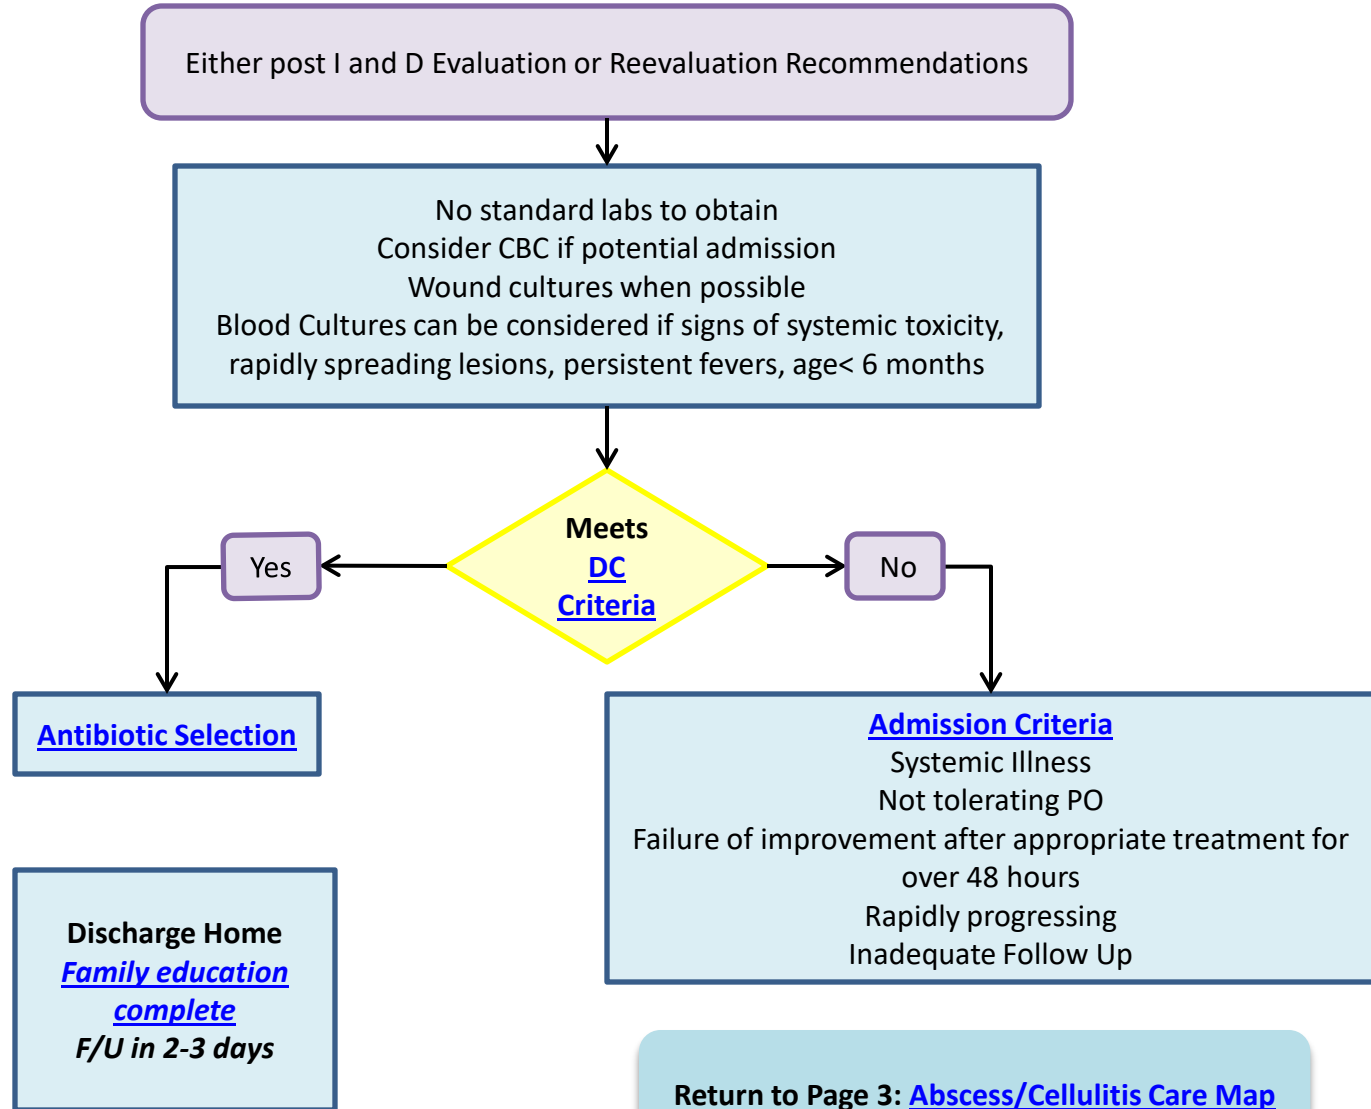 Either post I and D Evaluation or Reevaluation Recommendations
No standard labs to obtain
Consider CBC if potential admission
Wound cultures when possible
Blood Cultures can be considered if signs of systemic toxicity,
rapidly spreading lesions, persistent fevers, age< 6 months
Meets
DC
Criteria
Yes
No
Antibiotic Selection
Admission Criteria
Systemic Illness
Not tolerating PO
Failure of improvement after appropriate treatment for
over 48 hours
Rapidly progressing
Inadequate Follow Up
Discharge Home
Family education
complete
F/U in 2-3 days
Return to Page 3: Abscess/Cellulitis Care Map